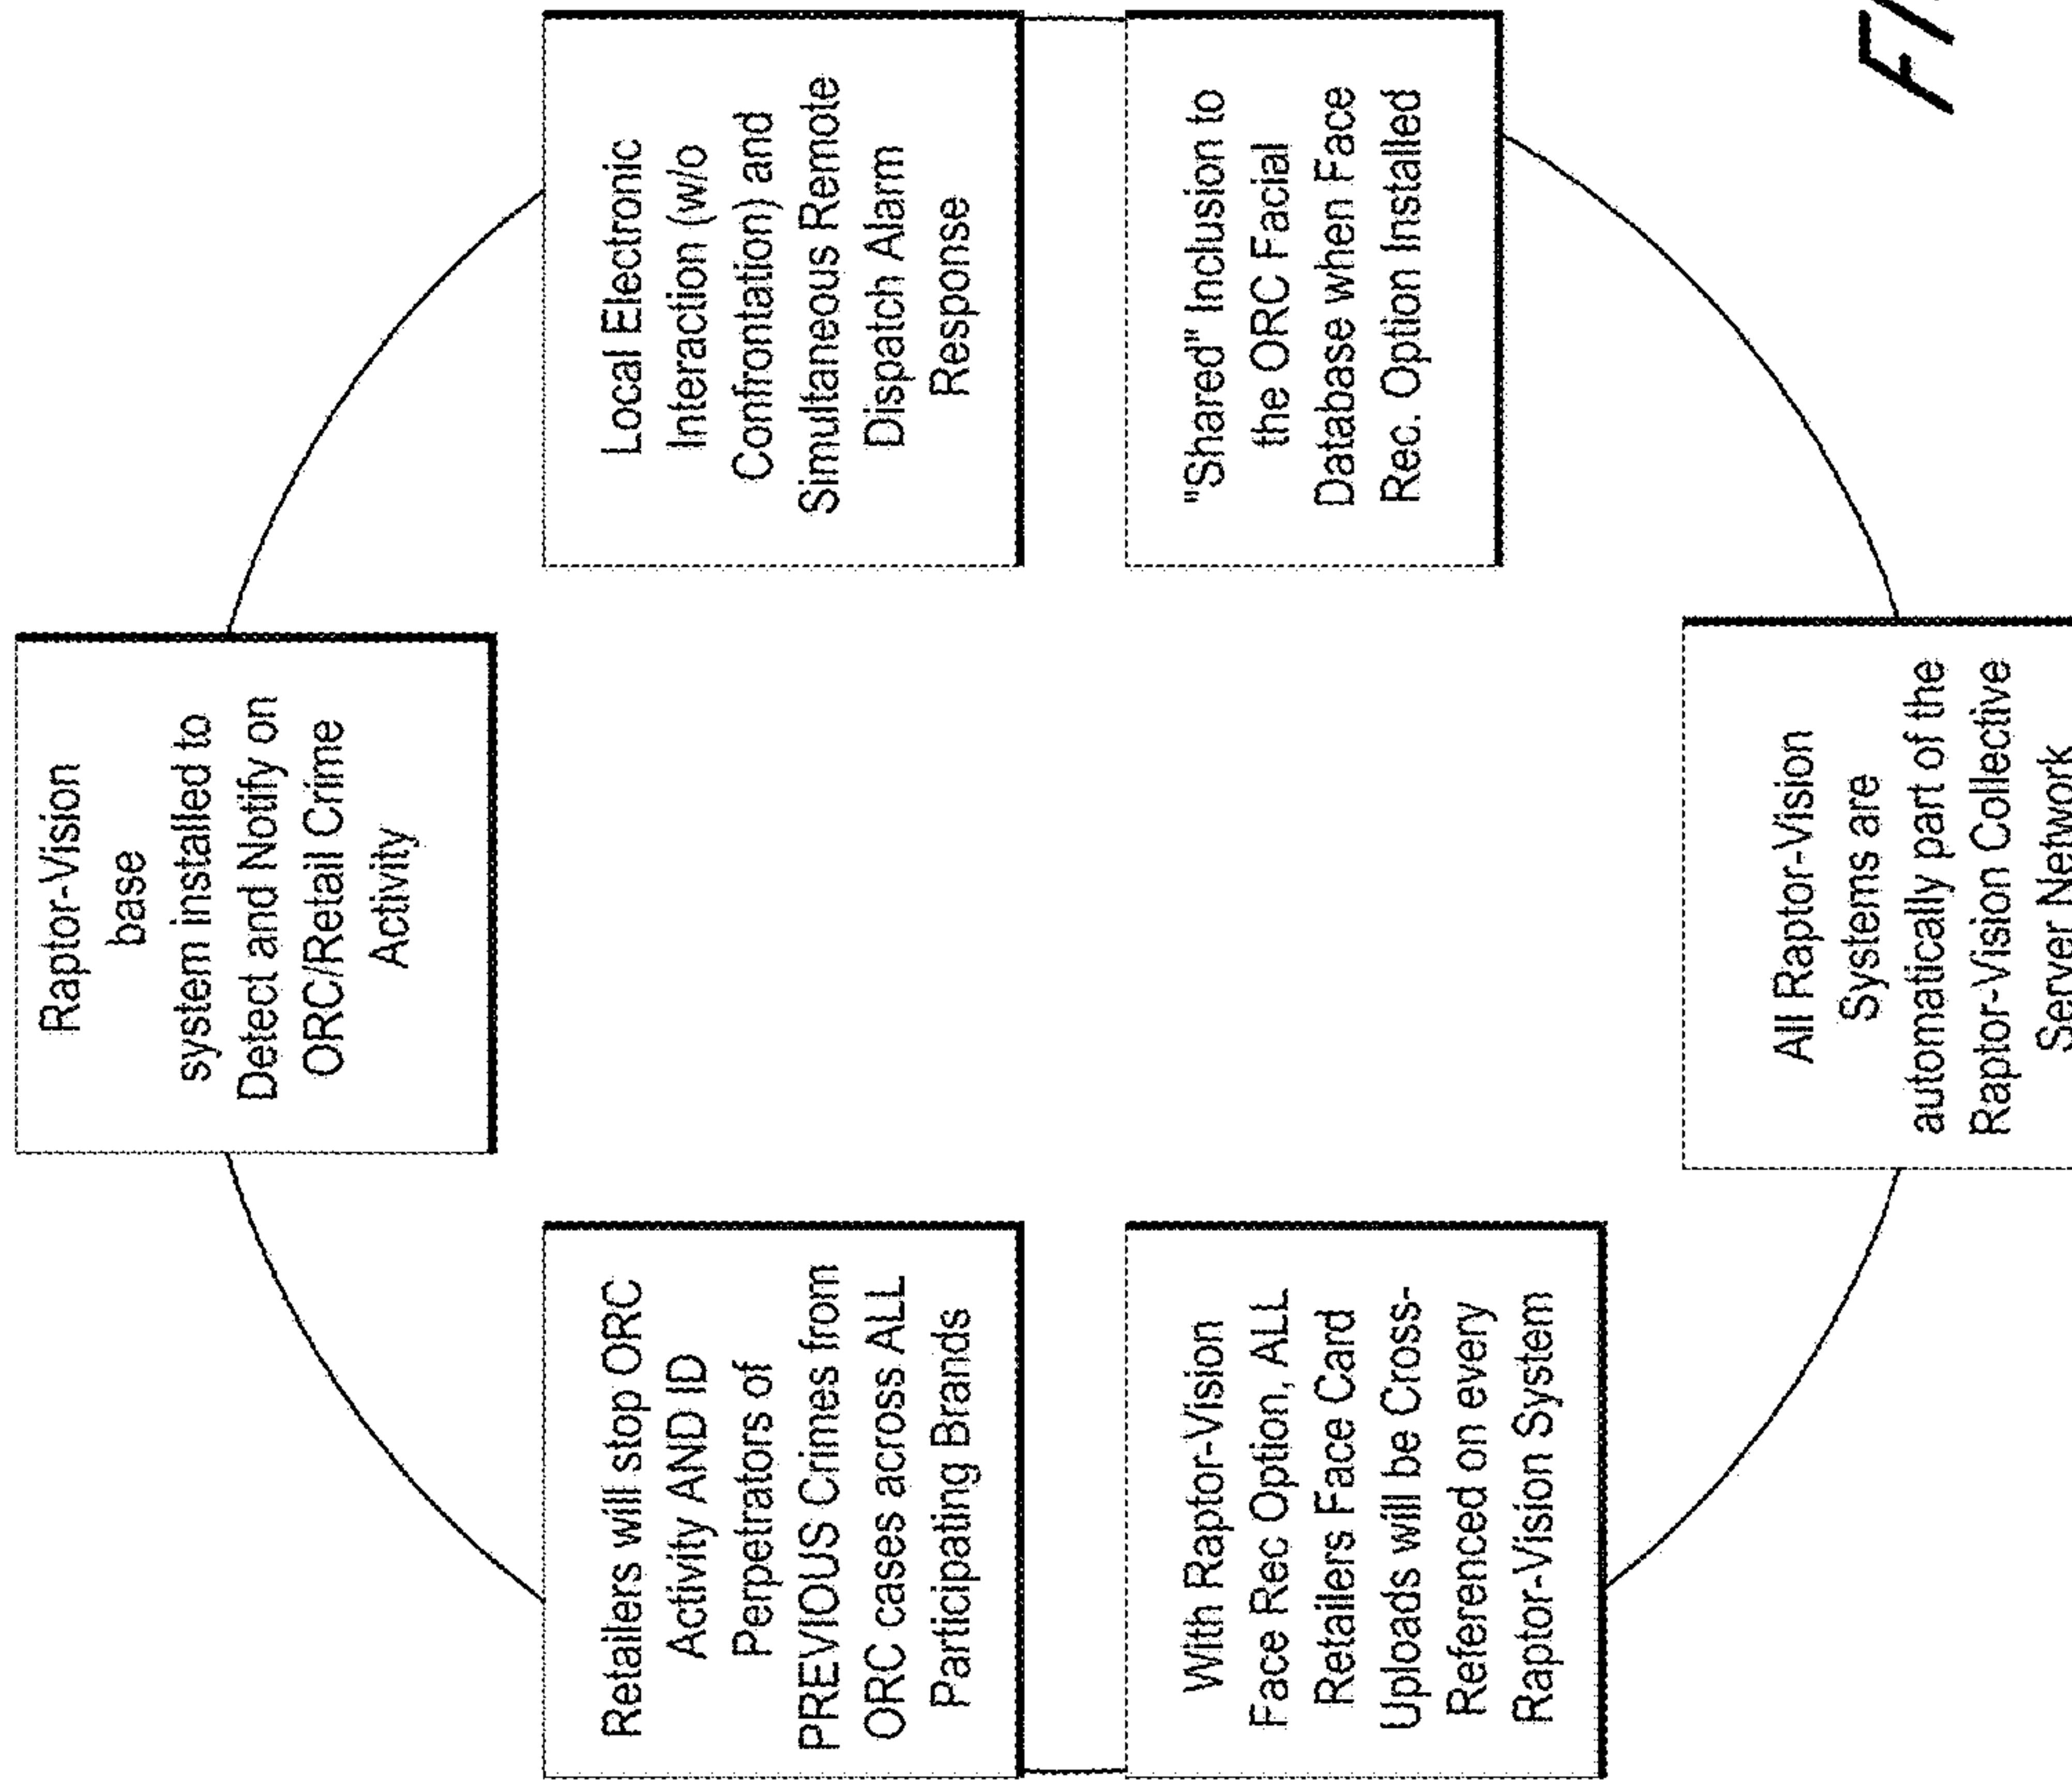 Raptor-Vision
base
system installed to
Detect and Notify on
ORC/Retail Crime
Activity
Local Electronic
Interaction (w/o
Confrontation) and
Simultaneous Remote
Dispatch Alarm
Response
"Shared" Inclusion to
the ORC Facial
Database when Face
Rec. Option Installed
All Raptor-Vision
Systems are
automatically part of the
Raptor-Vision Collective
Server Network
With Raptor-Vision
Face Rec Option, ALL
Retailers Face Card
Uploads will be Cross-
Referenced on every
Raptor-Vision System
Retailers will stop ORC
Activity AND ID
Perpetrators of
PREVIOUS Crimes from
ORC cases across ALL
Participating Brands